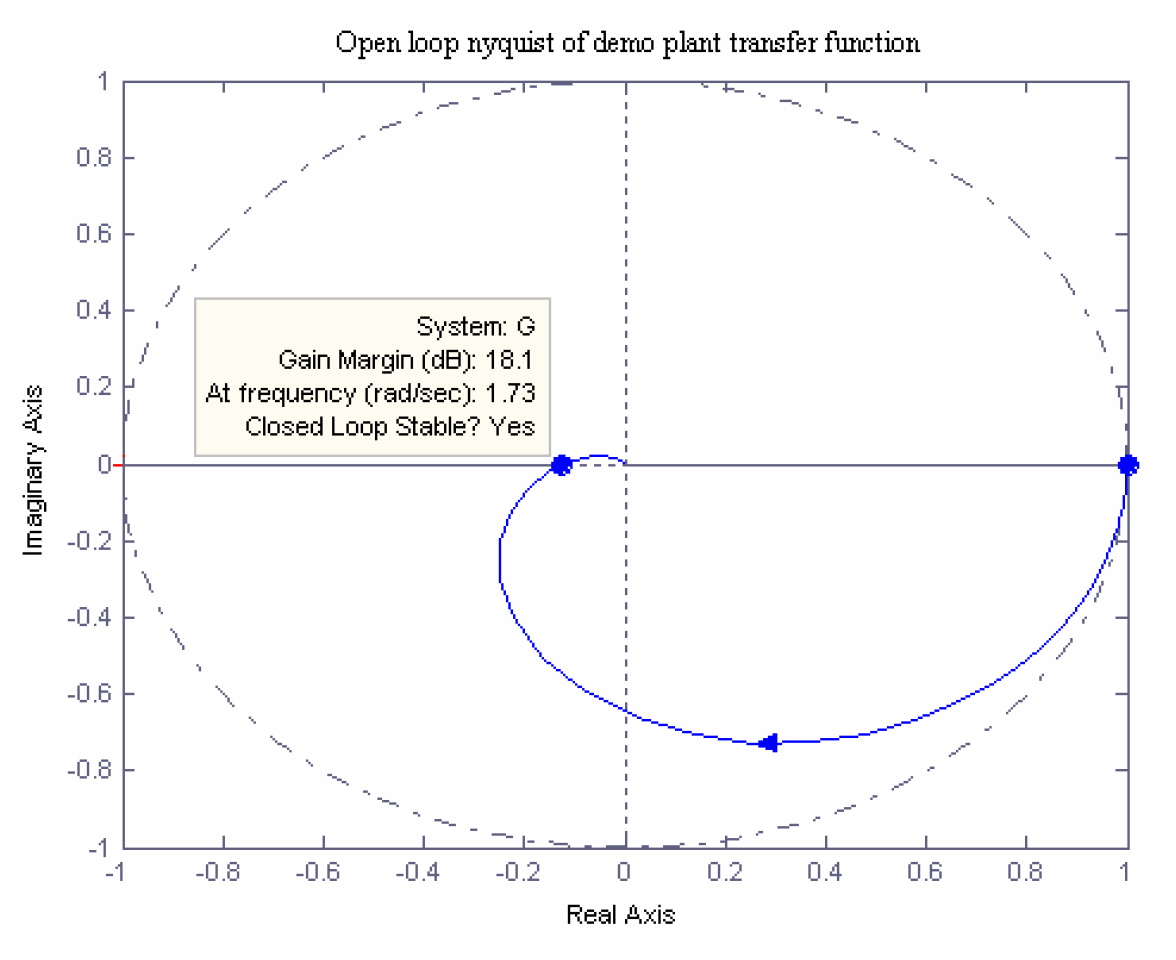 Open loop nyquist of demo plant transfer function
1
0.8
0.6
0.4
0.2
0
-0.2
-0.4
-0.6
-0.8
-1
Imaginary Axis
System: G
Gain Margin (dB): 18.1
At frequency (rad/sec): 1.73
Closed Loop Stable? Yes
-1 -0.8 -0.6 -0.4 -0.2 0 0.2 0.4 0.6 0.8 1
Real Axis